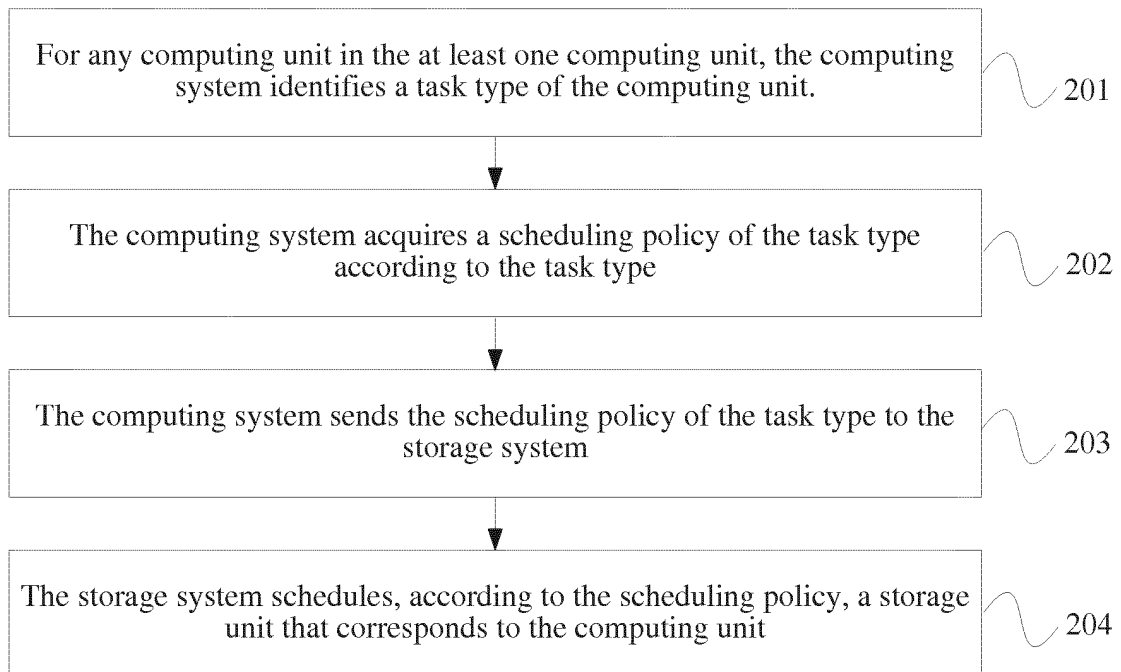 For any computing unit in the at least one computing unit, the computing
system identifies a task type of the computing unit.
201
The computing system acquires a scheduling policy of the task type
according to the task type
202
The computing system sends the scheduling policy of the task type to the
storage system
203
The storage system schedules, according to the scheduling policy, a storage
unit that corresponds to the computing unit
204